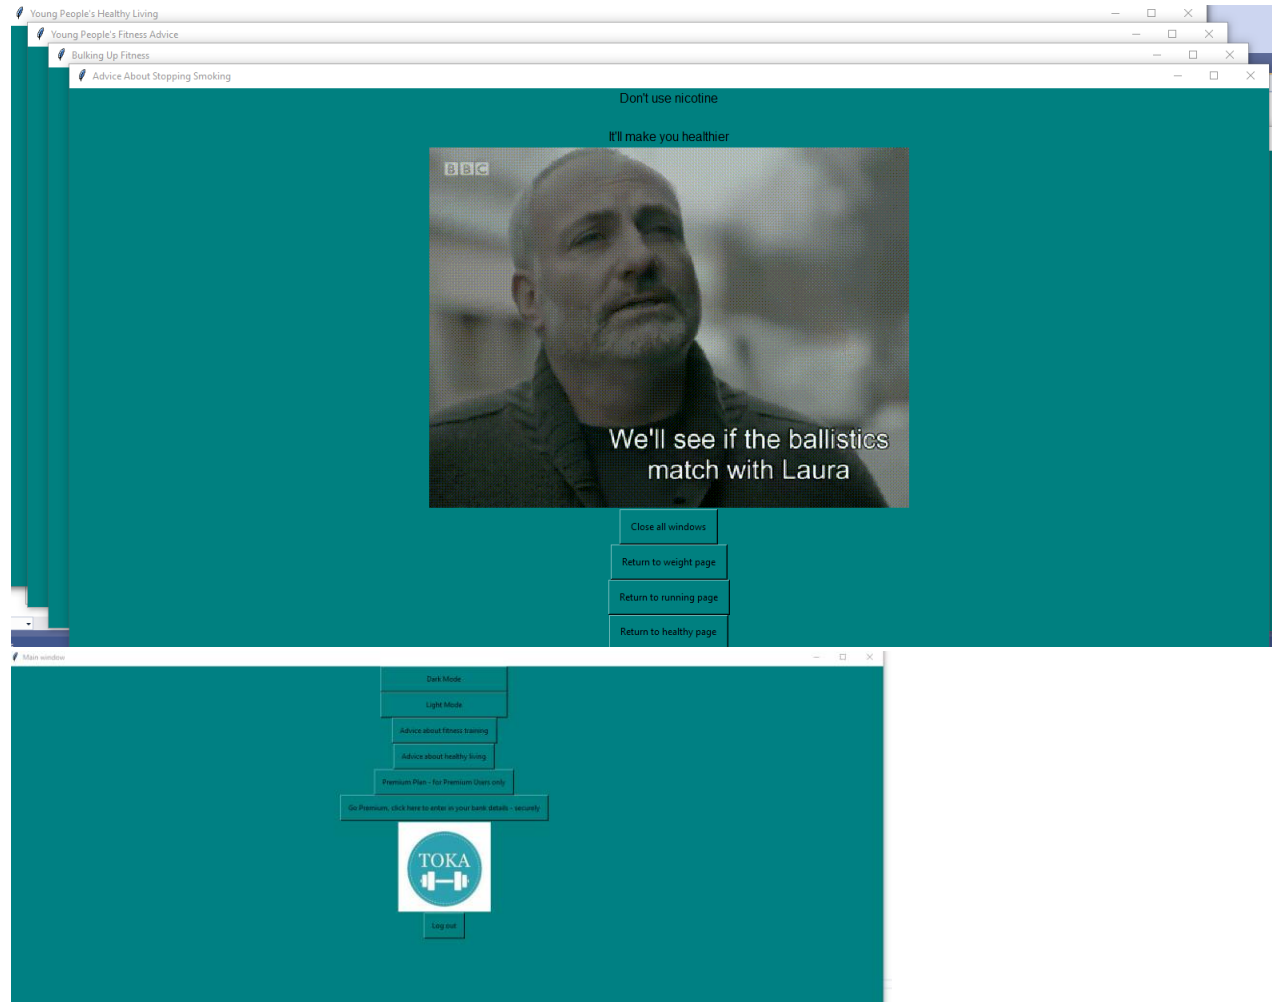 Young People's Healthy Living
Young People's Fitness Advice
Bulking Up Fitness
Advice About Stopping Smoking
Don't use nicotine
It'll make you healthier
BBC
We'll see if the ballistics
match with Laura
Close all windows
Return to weight page
Return to running page
Return to healthy page
Main window
Dark Mode
Light Mode
Advice about fitness training
Advice about healthy living
Premium Plan - for Premium Users only
Go Premium, click here to enter in your bank details - securely
TOKA
Log out